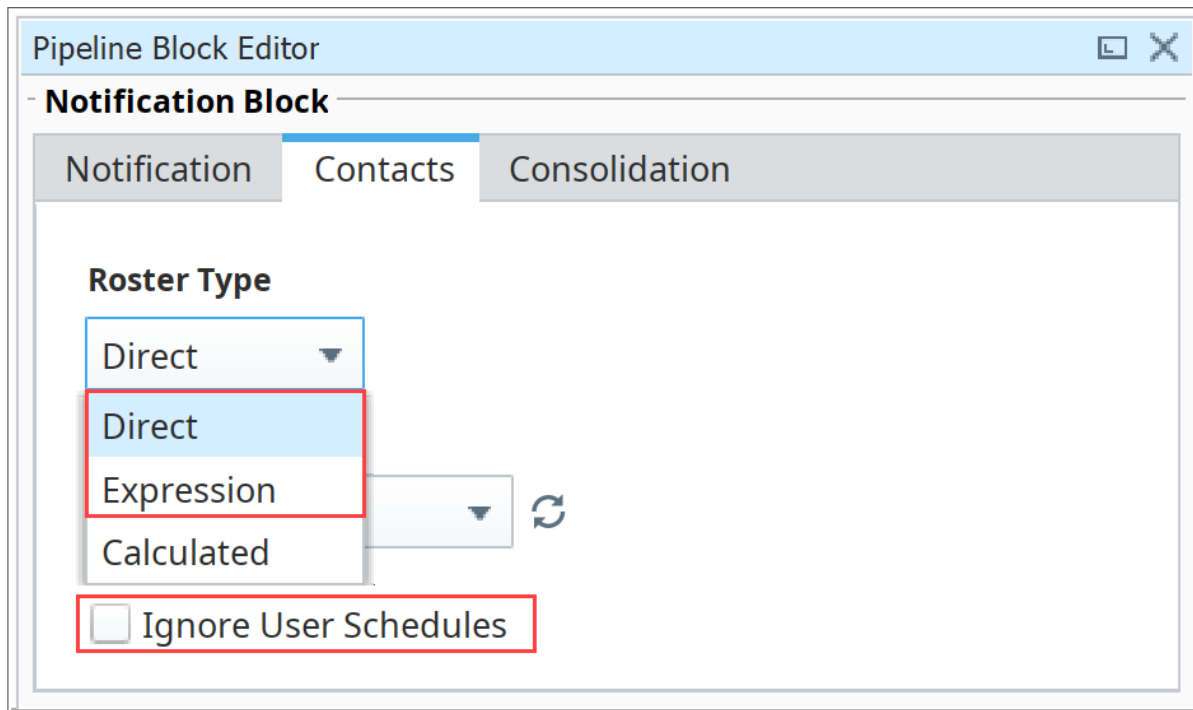 Pipeline Block Editor
Notification Block
Notification Contacts Consolidation
Roster Type
Direct
Direct
Expression
Calculated
Ignore User Schedules